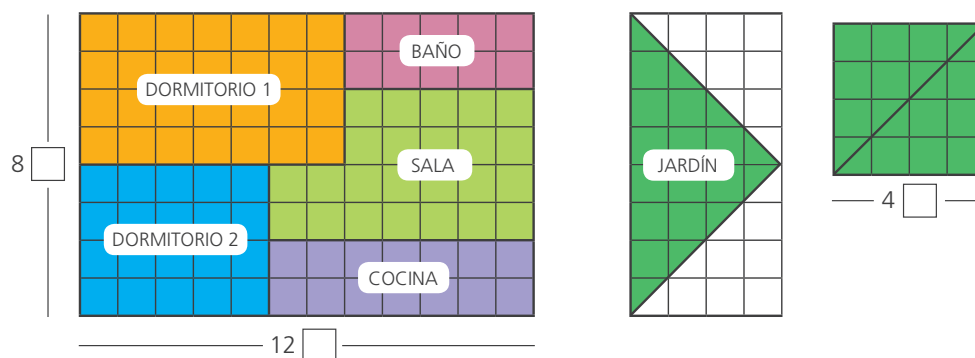 BAÑO
DORMITORIO 1
8
SALA
JARDÍN
4
DORMITORIO 2
COCINA
12